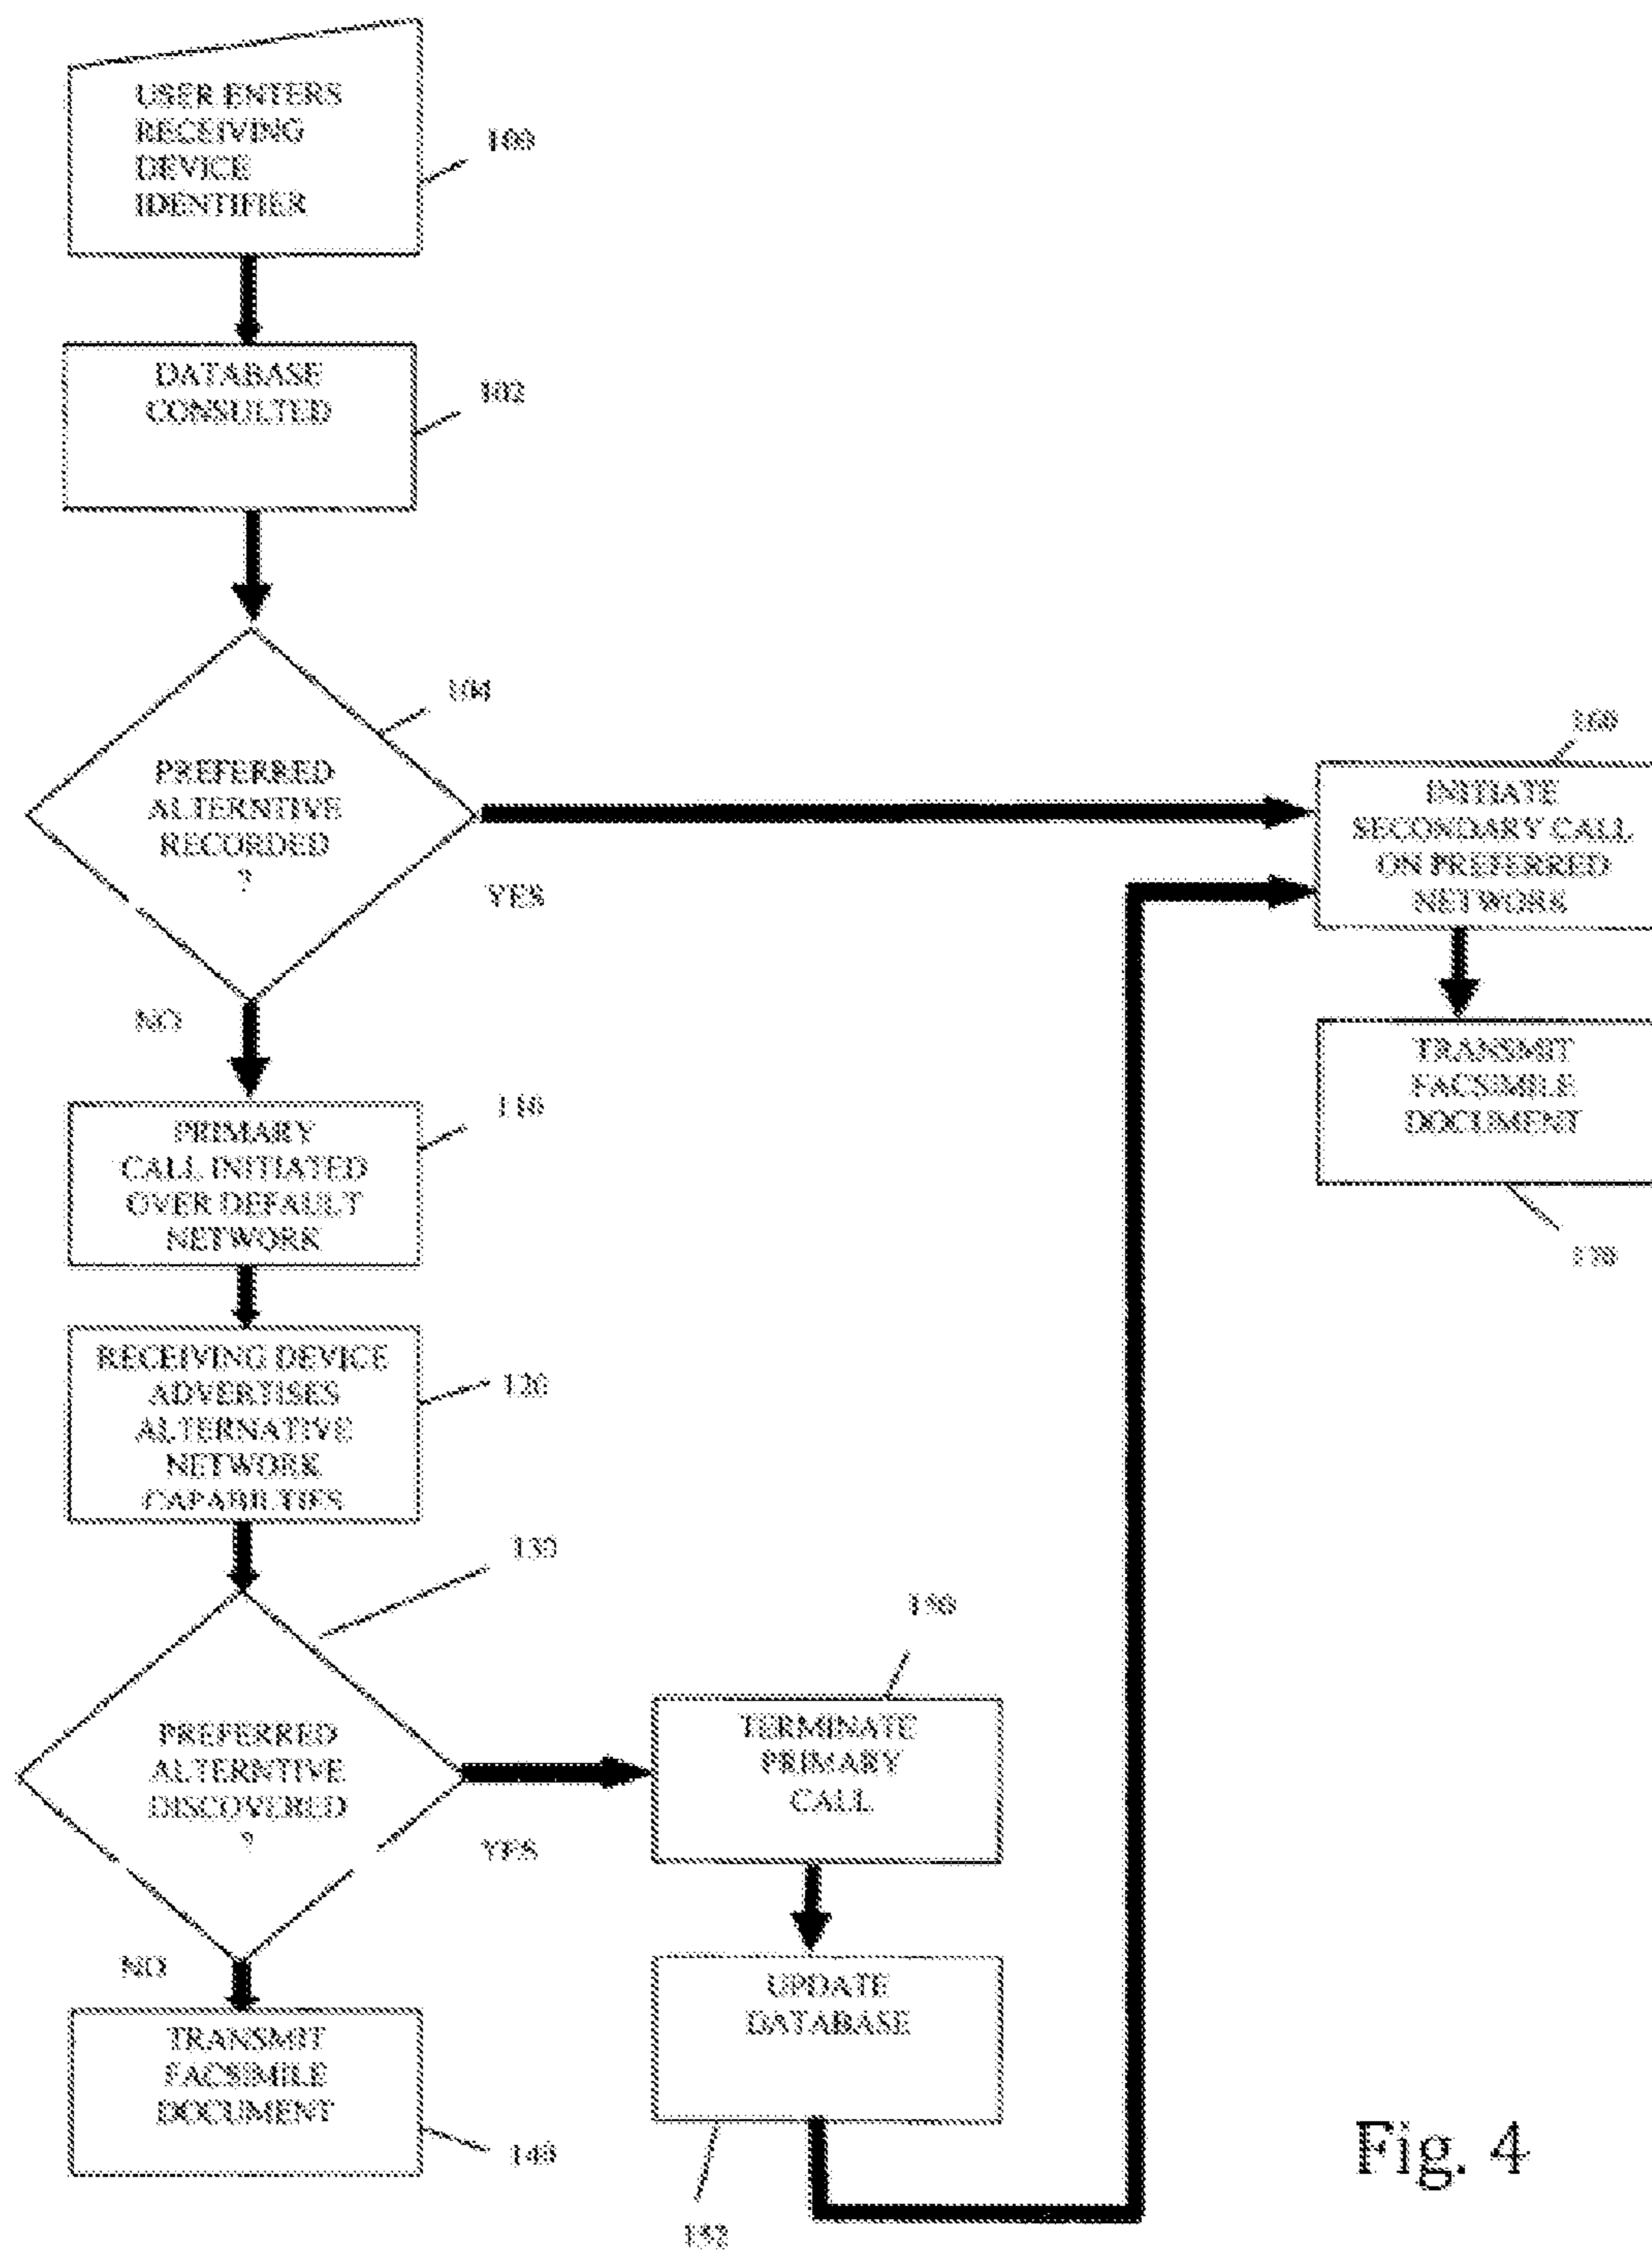 USER ENTERS
RECEIVING
DEVICE
IDENTIFIER
100
DATABASE
CONSULTED
102
104
PREFERRED
ALTERNTIVE
RECORDED
?
YES
NO
160
INITIATE
SECONDARY CALL
ON PREFERRED
NETWORK
TRANSMIT
FACSIMILE
DOCUMENT
170
PRIMARY
CALL INITIATED
OVER DEFAULT
NETWORK
110
RECEIVING DEVICE
ADVERTISES
ALTERNATIVE
NETWORK
CAPABILTIES
120
130
PREFERRED
ALTERNTIVE
DISCOVERED
?
YES
NO
150
TERMINATE
PRIMARY
CALL
UPDATE
DATABASE
152
TRANSMIT
FACSIMILE
DOCUMENT
140
Fig. 4